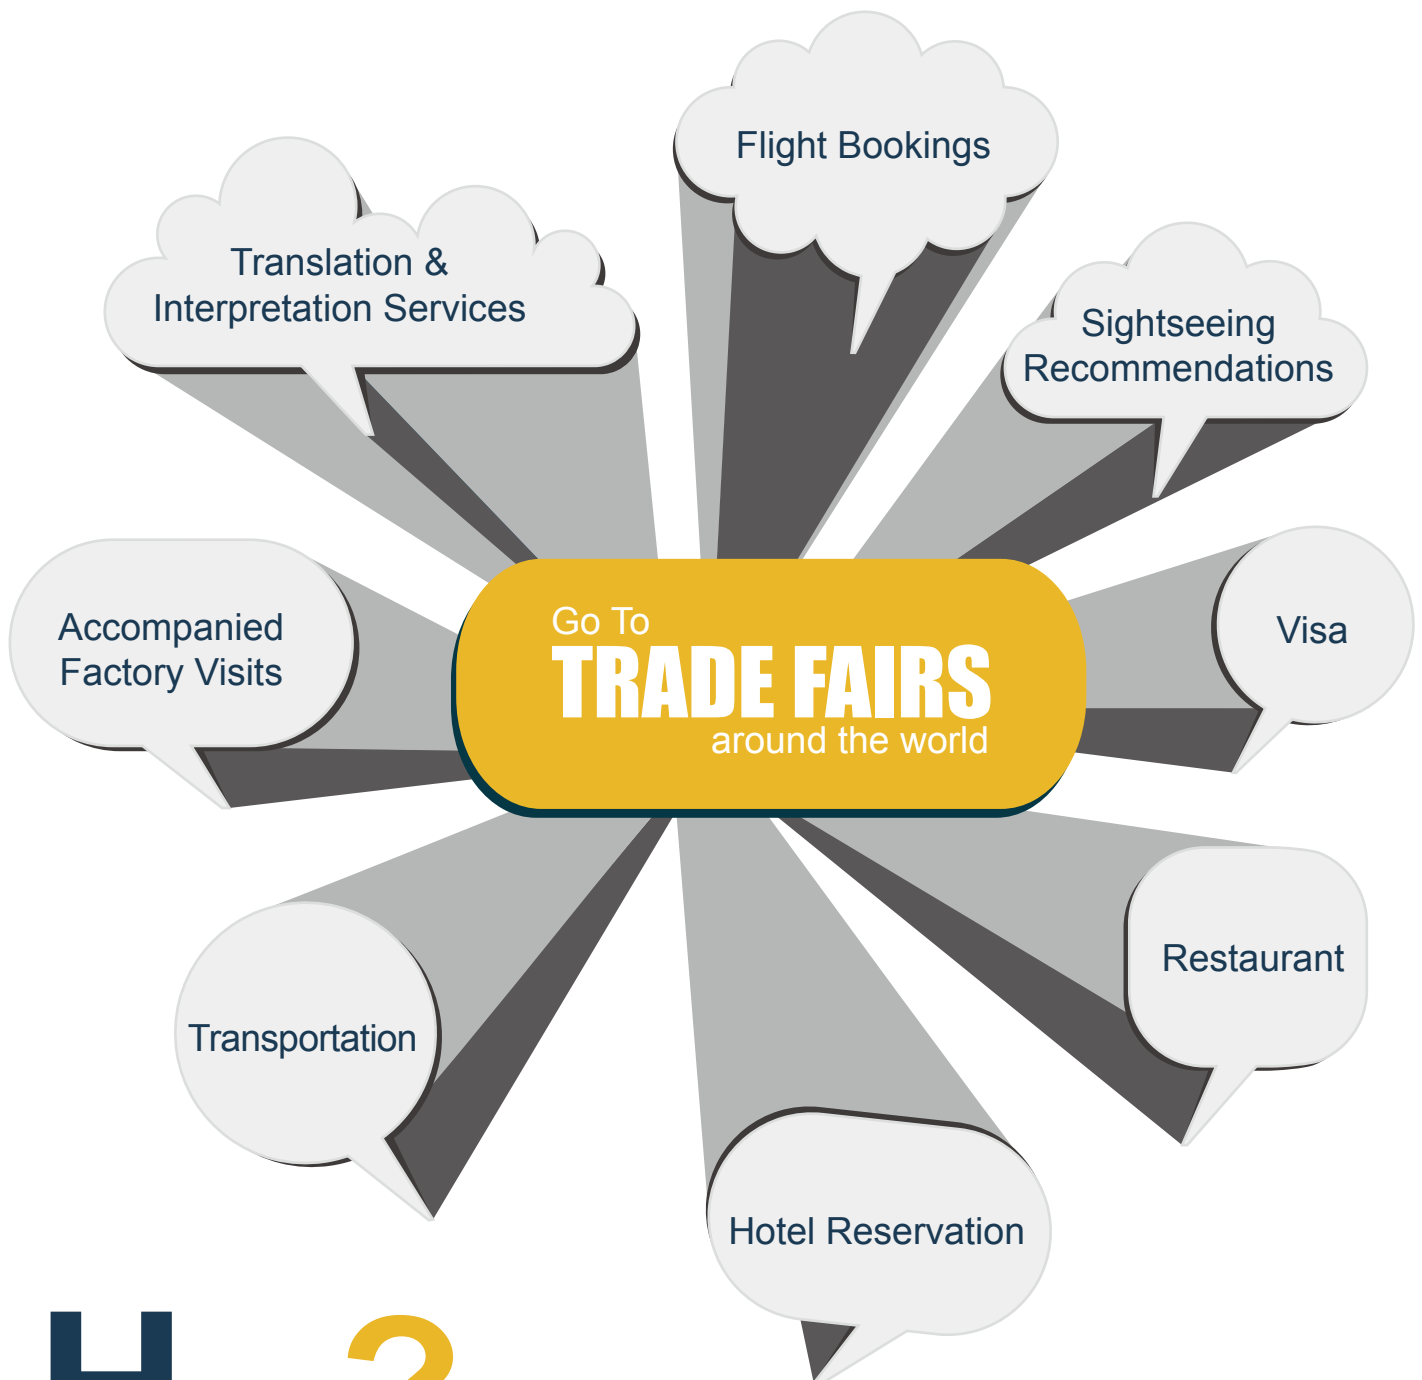 Flight Bookings
Translation &
Interpretation Services
Sightseeing
Recommendations
Accompanied
Factory Visits
Go To
TRADE FAIRS
around the world
Visa
Restaurant
Transportation
Hotel Reservation